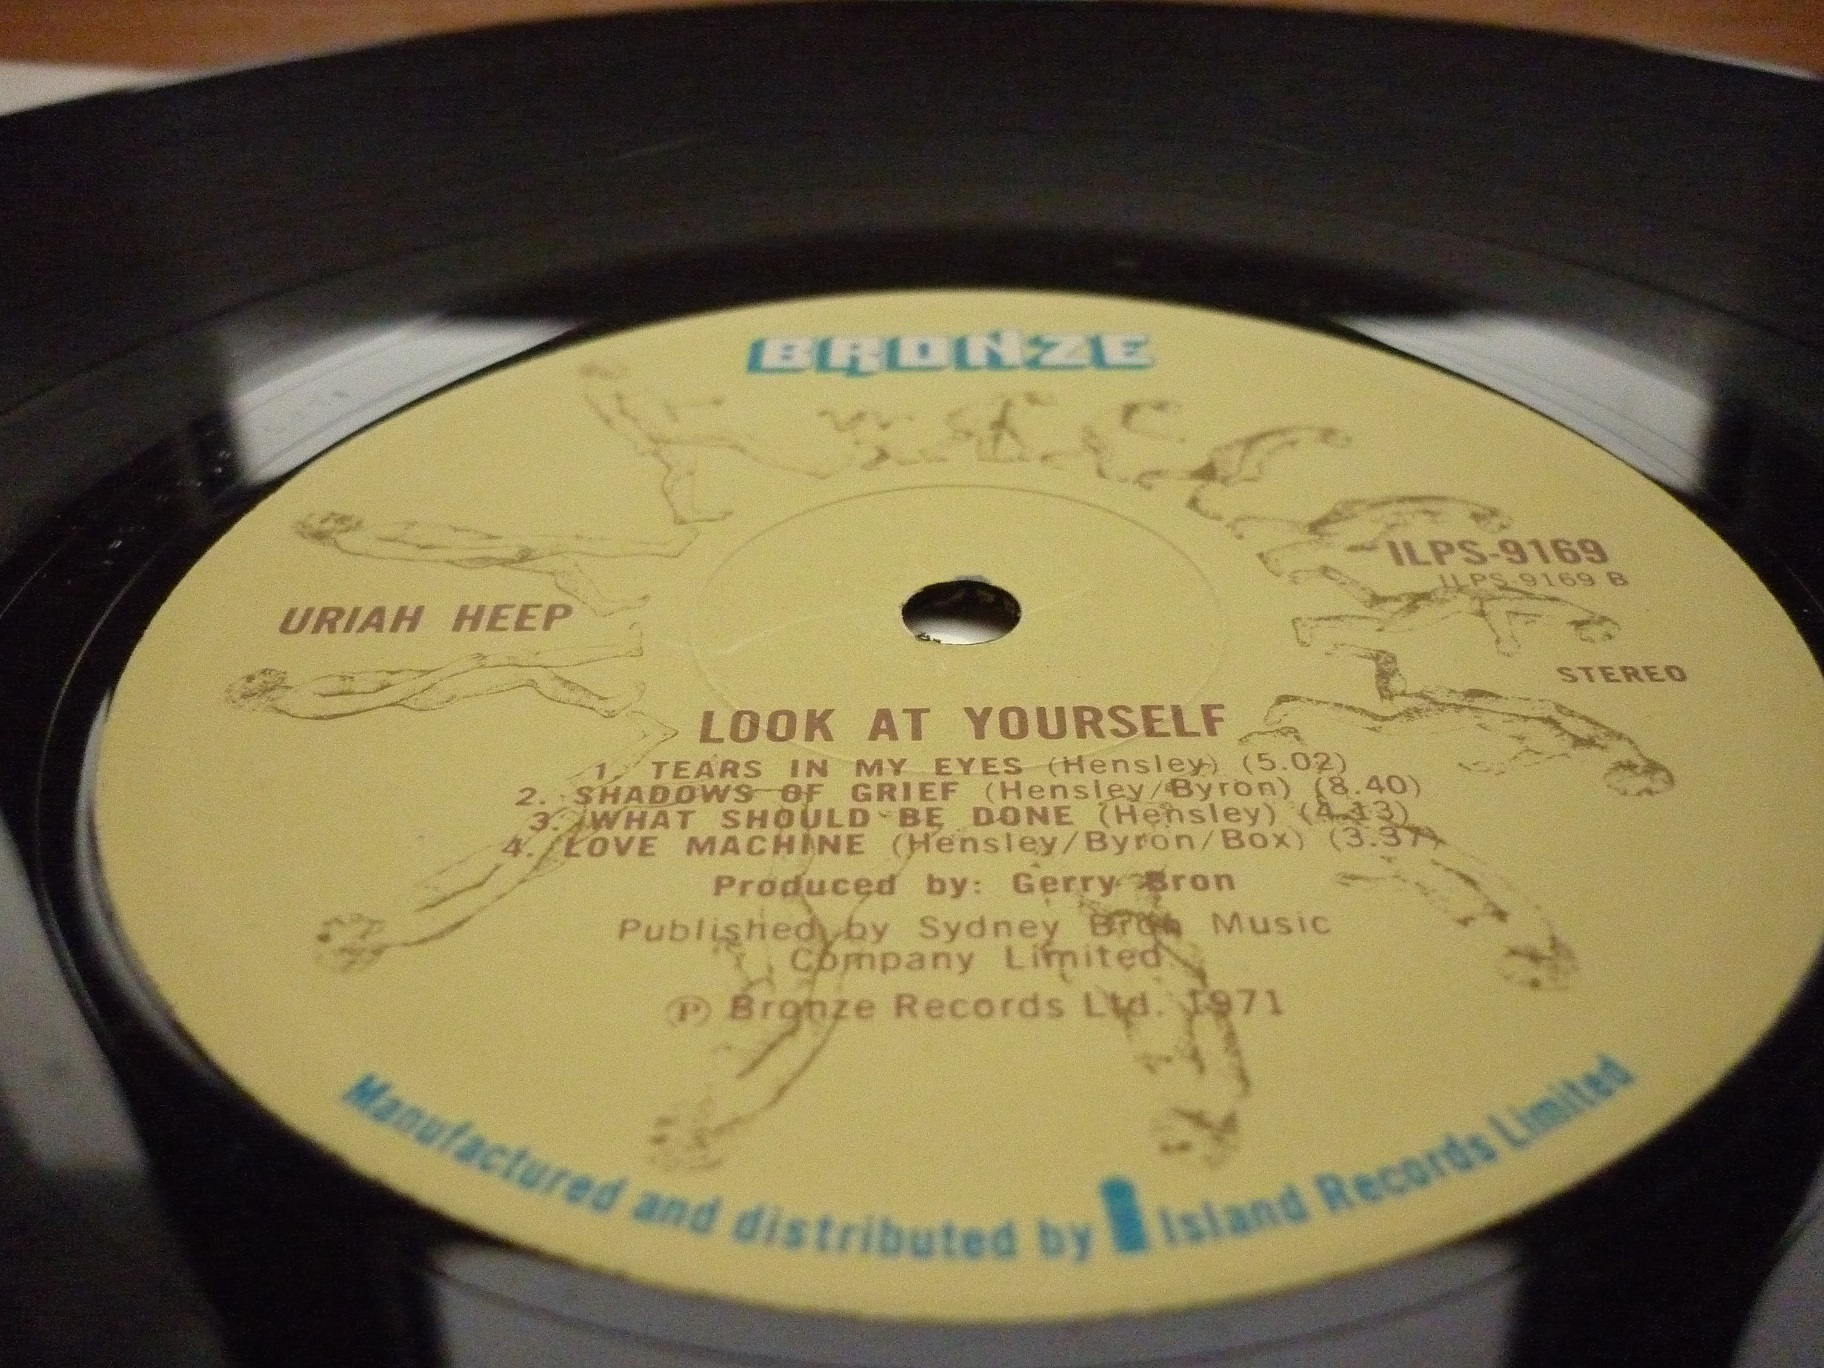 BRONZE
ILPS-9169
ILPS 9169 B
URIAH HEEP
STEREO
LOOK AT YOURSELF
1. TEARS IN MY EYES (Hensley) (5.02)
2. SHADOWS OF GRIEF (Hensley/Byron) (8.40)
3. WHAT SHOULD BE DONE (Hensley) (4.13)
4. LOVE MACHINE (Hensley/Byron/Box) (3.37)
Produced by: Gerry Bron
Published by Sydney Bron Music
Company Limited
Ⓟ Bronze Records Ltd. 1971
Manufactured and distributed by Island Records Limited